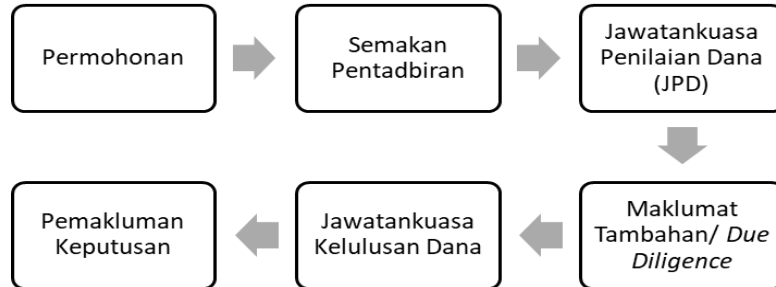 Permohonan
Semakan
Pentadbiran
Jawatankuasa
Penilaian Dana
(JPD)
Maklumat
Tambahan/ Due
Diligence
Jawatankuasa
Kelulusan Dana
Pemakluman
Keputusan